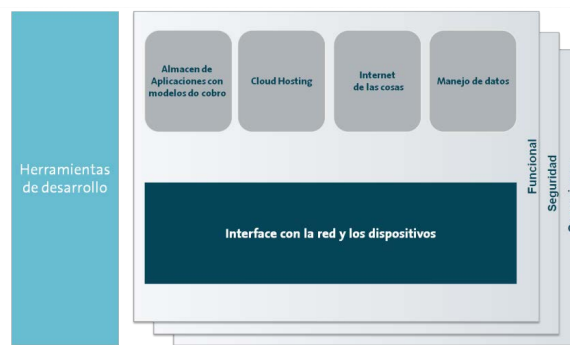 Herramientas
de desarrollo
Almacen de
Aplicaciones con
modelos do cobro
Cloud Hosting
Internet
de las cosas
Manejo de datos
Interface con la red y los dispositivos
Funcional
Seguridad